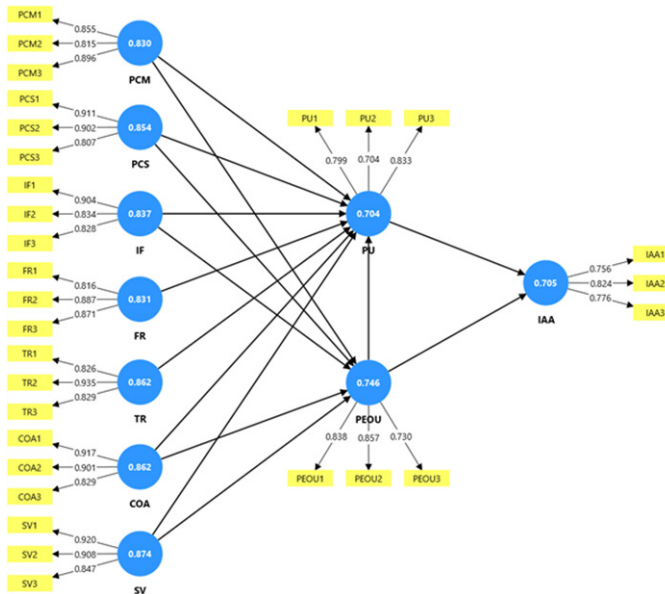 PCM1
0.855
PCM2
0.815
PCM3
0.896
0.830
PCM
PCS1
0.911
PCS2
0.902
PCS3
0.807
0.854
PCS
IF1
0.904
IF2
0.834
IF3
0.828
0.837
IF
FR1
0.816
FR2
0.887
FR3
0.871
0.831
FR
TR1
0.826
TR2
0.935
TR3
0.829
0.862
TR
COA1
0.917
COA2
0.901
COA3
0.829
0.862
COA
SV1
0.920
SV2
0.908
SV3
0.847
0.874
SV
PU1
PU2
PU3
0.799
0.704
0.833
0.704
PU
0.746
PEOU
0.838
0.857
0.730
PEOU1
PEOU2
PEOU3
0.705
IAA
0.756
IAA1
0.824
IAA2
0.776
IAA3